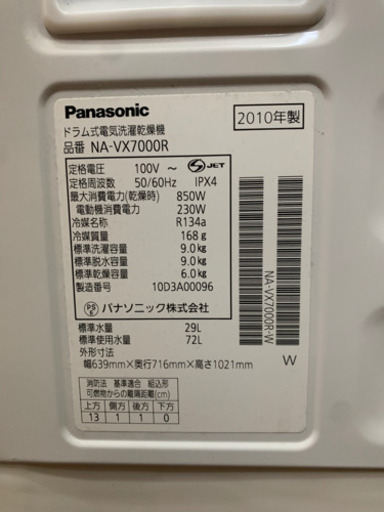 Panasonic
2010年製
ドラム式電気洗濯乾燥機
品番 NA-VX7000R
定格電圧 100V ～ S JET
定格周波数 50/60Hz IPX4
最大消費電力(乾燥時) 850W
電動機消費電力 230W
冷媒名称 R134a
冷媒質量 168g
標準洗濯容量 9.0kg
標準脱水容量 9.0kg
標準乾燥容量 6.0kg
製造番号 10D3A00096
PSE パナソニック株式会社
標準水量 29L
標準使用水量 72L
外形寸法
幅639mm×奥行716mm×高さ1021mm
消防法 基準適合 組込形
可燃物からの離隔距離(cm)
上方 側方 後方 下方
13 1 1 0
NA-VX7000R-W
W